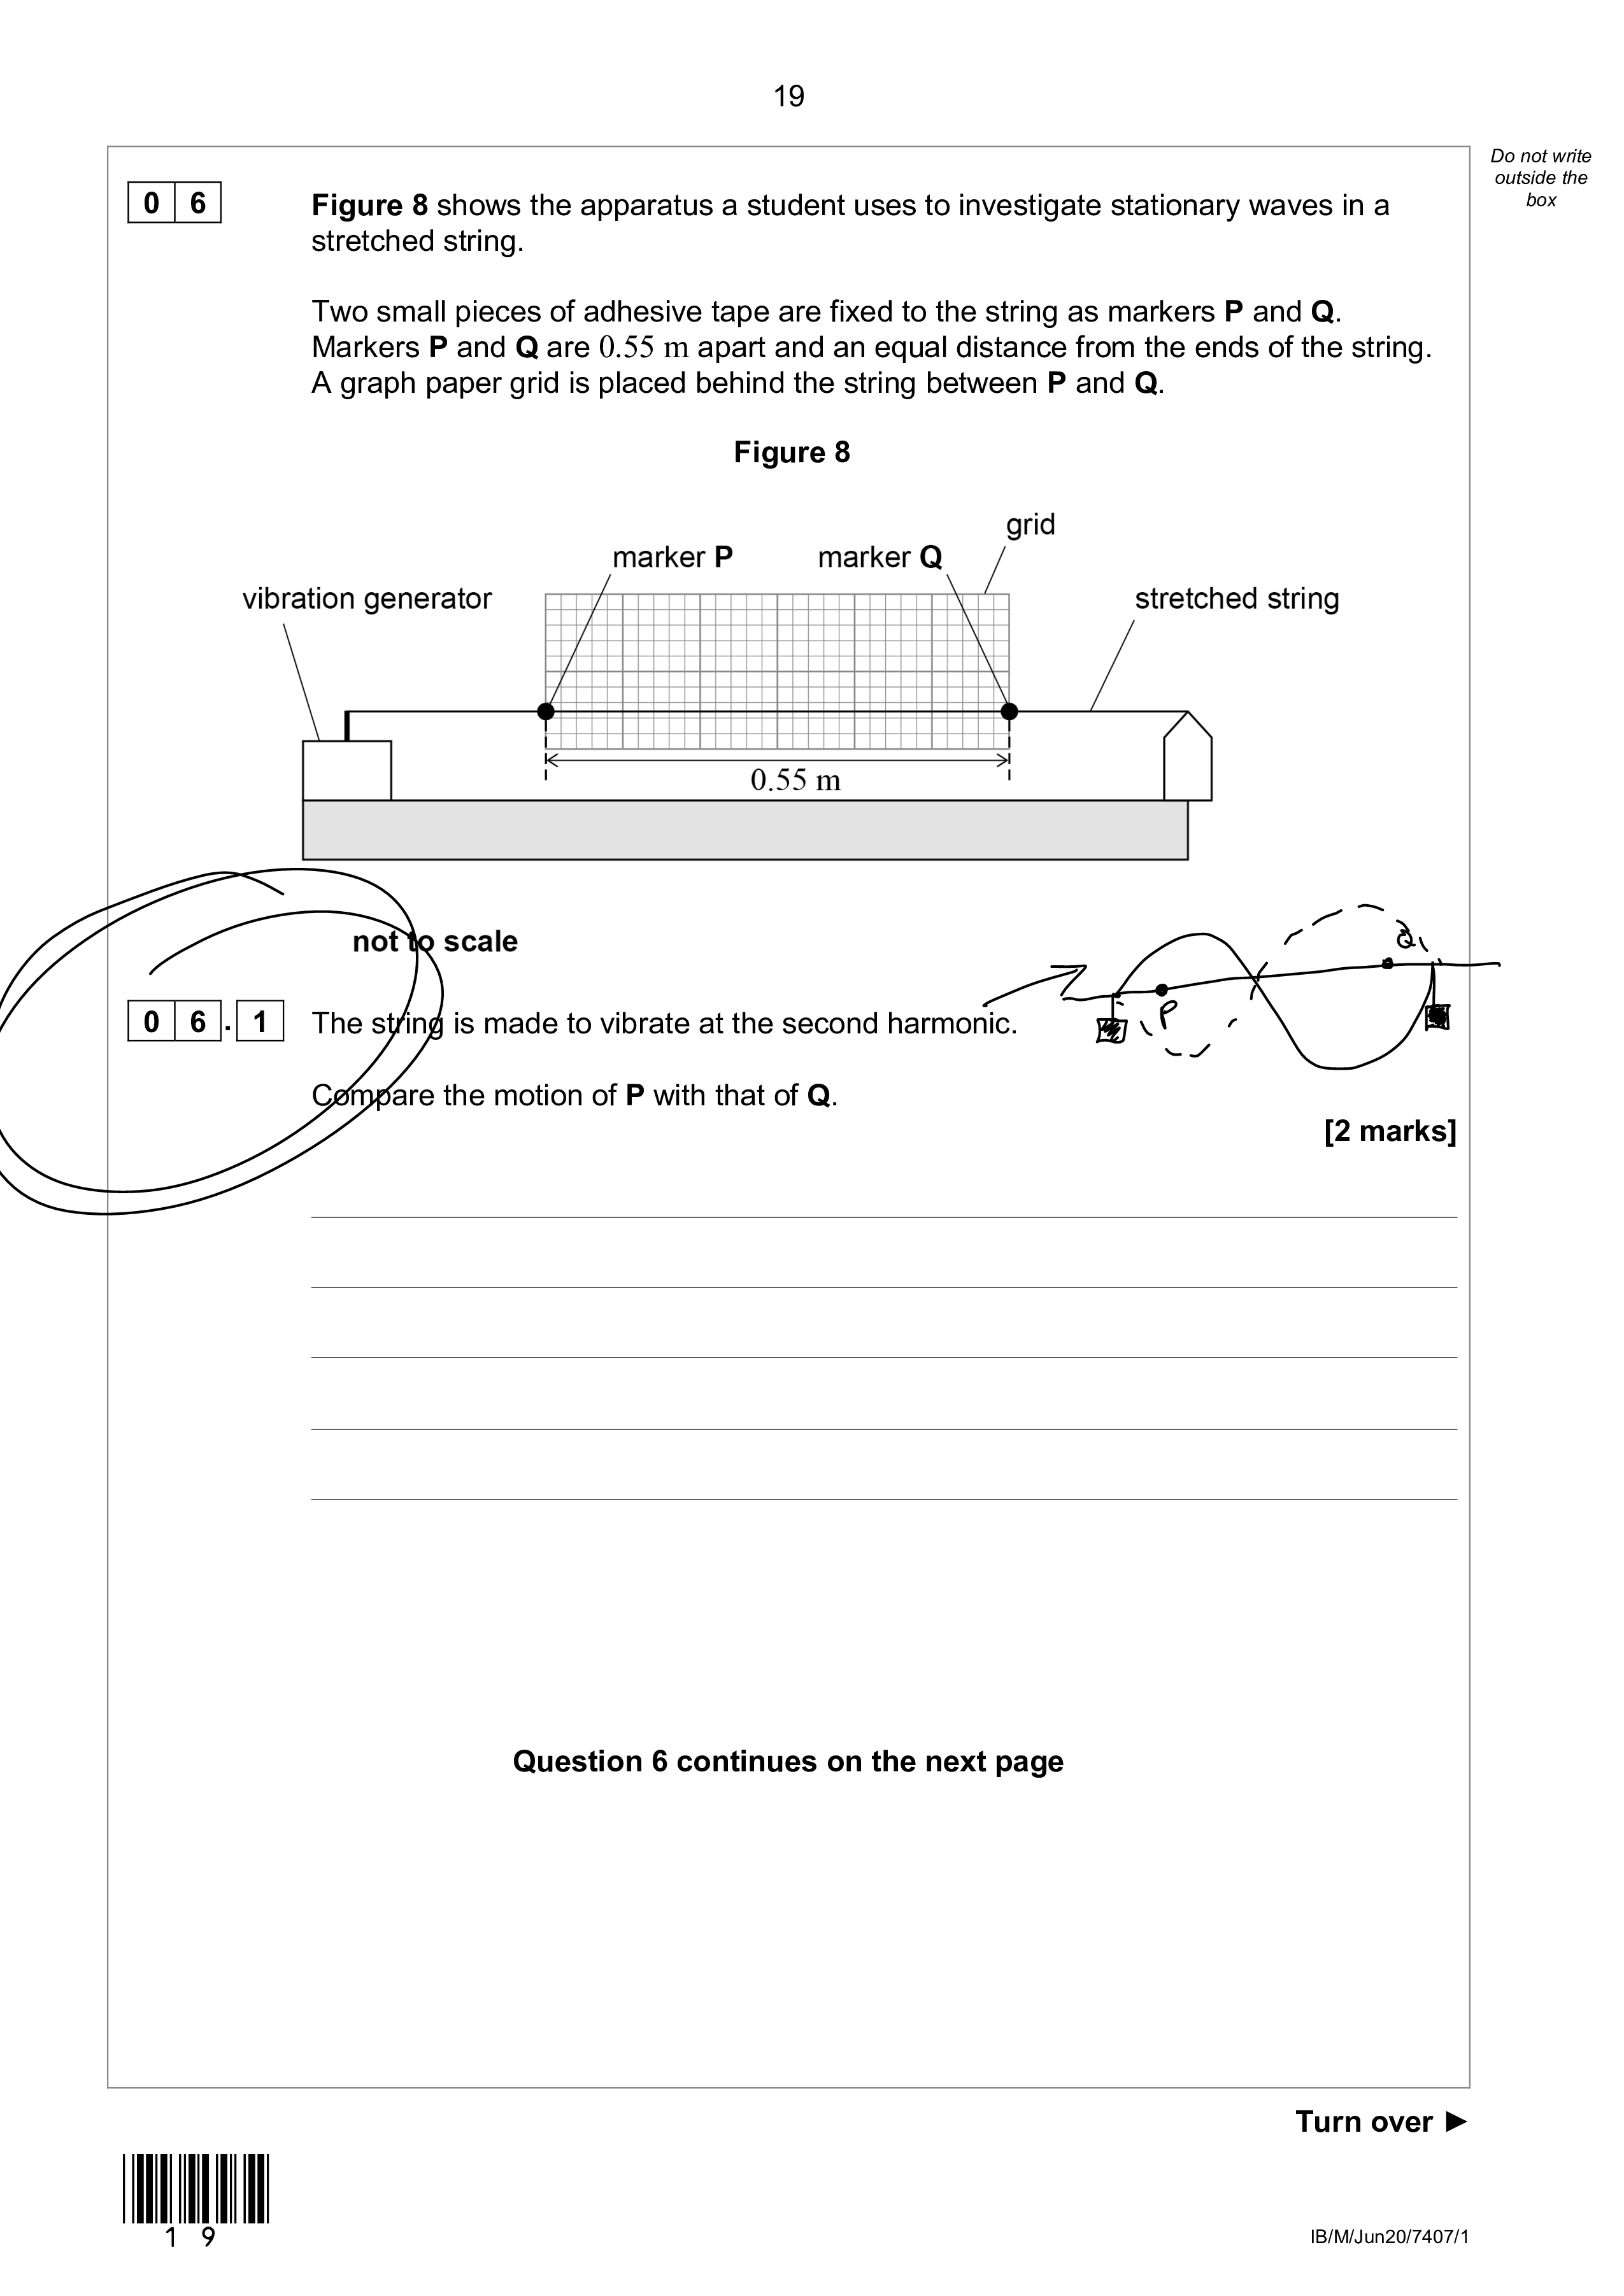 19
Do not write
outside the
box
0 6
Figure 8 shows the apparatus a student uses to investigate stationary waves in a
stretched string.
Two small pieces of adhesive tape are fixed to the string as markers P and Q.
Markers P and Q are 0.55 m apart and an equal distance from the ends of the string.
A graph paper grid is placed behind the string between P and Q.
Figure 8
grid
marker P
marker Q
vibration generator
stretched string
0.55 m
not to scale
Q
P
0 6 . 1
The string is made to vibrate at the second harmonic.
Compare the motion of P with that of Q.
[2 marks]
Question 6 continues on the next page
Turn over ►
1 9
IB/M/Jun20/7407/1